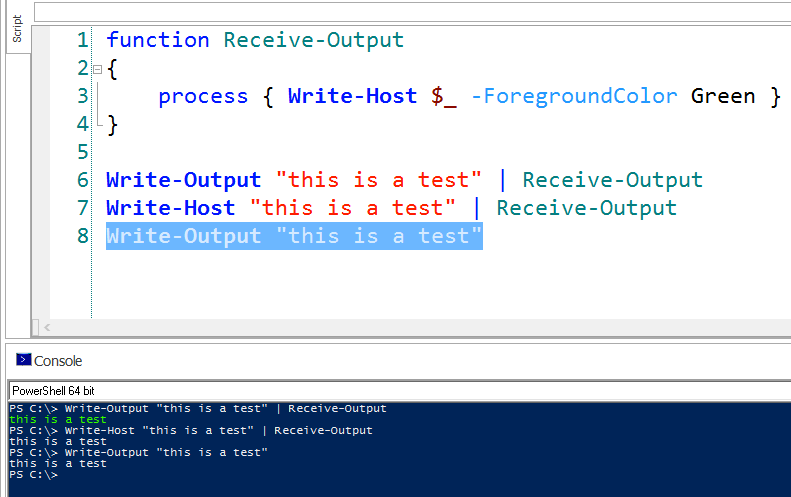 Script
1 function Receive-Output
2 {
3 process { Write-Host $_ -ForegroundColor Green }
4 }
5
6 Write-Output "this is a test" | Receive-Output
7 Write-Host "this is a test" | Receive-Output
8 Write-Output "this is a test"
Console
PowerShell 64 bit
PS C:\> Write-Output "this is a test" | Receive-Output
this is a test
PS C:\> Write-Host "this is a test" | Receive-Output
this is a test
PS C:\> Write-Output "this is a test"
this is a test
PS C:\>